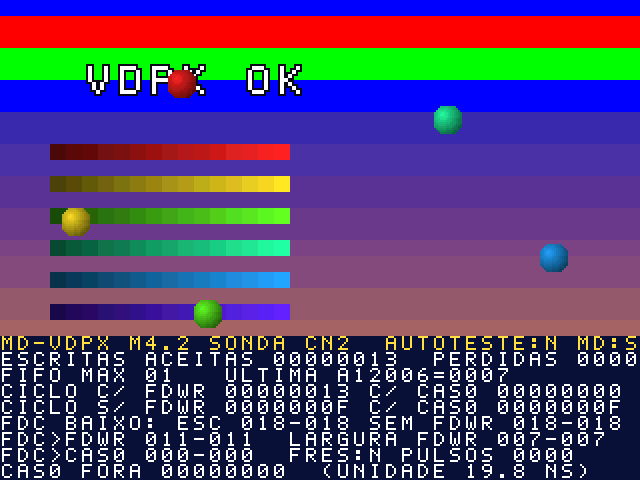 VDPX OK
MD-VDPX M4.2 SONDA CN2 AUTOTESTE:N MD:S
ESCRITAS ACEITAS 00000013 PERDIDAS 0000
FIFO MAX 01 ULTIMA A12006=0007
CICLO C/ FDWR 00000013 C/ CAS0 00000000
CICLO S/ FDWR 0000000F C/ CAS0 0000000F
FDC BAIXO: ESC 018-018 SEM FDWR 018-018
FDC>FDWR 011-011 LARGURA FDWR 007-007
FDC>CAS0 000-000 FRES:N PULSOS 0000
CAS0 FORA 00000000 (UNIDADE 19.8 NS)